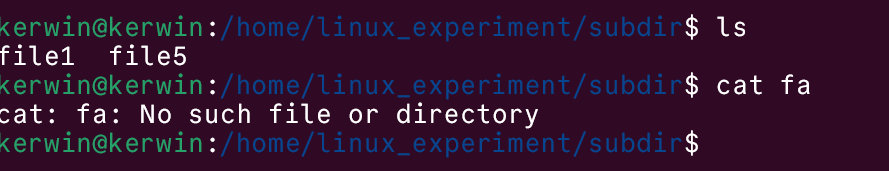 kerwin@kerwin:/home/linux_experiment/subdir$ ls
file1  file5
kerwin@kerwin:/home/linux_experiment/subdir$ cat fa
cat: fa: No such file or directory
kerwin@kerwin:/home/linux_experiment/subdir$